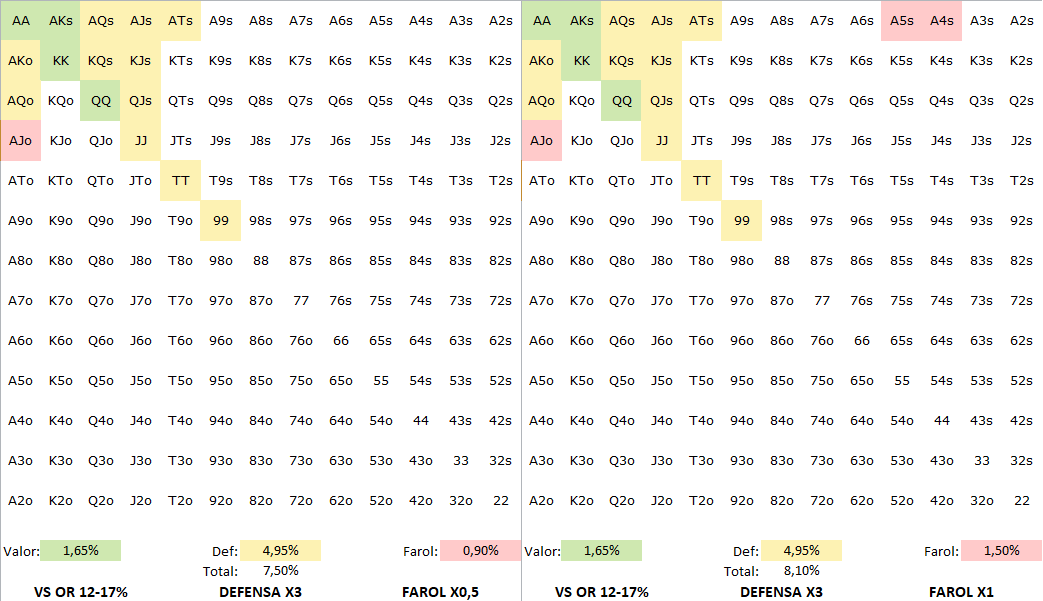 AA AKs AQs AJs ATs A9s A8s A7s A6s A5s A4s A3s A2s AA AKs AQs AJs ATs A9s A8s A7s A6s A5s A4s A3s A2s
AKo KK KQs KJs KTs K9s K8s K7s K6s K5s K4s K3s K2s AKo KK KQs KJs KTs K9s K8s K7s K6s K5s K4s K3s K2s
AQo KQo QQ QJs QTs Q9s Q8s Q7s Q6s Q5s Q4s Q3s Q2s AQo KQo QQ QJs QTs Q9s Q8s Q7s Q6s Q5s Q4s Q3s Q2s
AJo KJo QJo JJ JTs J9s J8s J7s J6s J5s J4s J3s J2s AJo KJo QJo JJ JTs J9s J8s J7s J6s J5s J4s J3s J2s
ATo KTo QTo JTo TT T9s T8s T7s T6s T5s T4s T3s T2s ATo KTo QTo JTo TT T9s T8s T7s T6s T5s T4s T3s T2s
A9o K9o Q9o J9o T9o 99 98s 97s 96s 95s 94s 93s 92s A9o K9o Q9o J9o T9o 99 98s 97s 96s 95s 94s 93s 92s
A8o K8o Q8o J8o T8o 98o 88 87s 86s 85s 84s 83s 82s A8o K8o Q8o J8o T8o 98o 88 87s 86s 85s 84s 83s 82s
A7o K7o Q7o J7o T7o 97o 87o 77 76s 75s 74s 73s 72s A7o K7o Q7o J7o T7o 97o 87o 77 76s 75s 74s 73s 72s
A6o K6o Q6o J6o T6o 96o 86o 76o 66 65s 64s 63s 62s A6o K6o Q6o J6o T6o 96o 86o 76o 66 65s 64s 63s 62s
A5o K5o Q5o J5o T5o 95o 85o 75o 65o 55 54s 53s 52s A5o K5o Q5o J5o T5o 95o 85o 75o 65o 55 54s 53s 52s
A4o K4o Q4o J4o T4o 94o 84o 74o 64o 54o 44 43s 42s A4o K4o Q4o J4o T4o 94o 84o 74o 64o 54o 44 43s 42s
A3o K3o Q3o J3o T3o 93o 83o 73o 63o 53o 43o 33 32s A3o K3o Q3o J3o T3o 93o 83o 73o 63o 53o 43o 33 32s
A2o K2o Q2o J2o T2o 92o 82o 72o 62o 52o 42o 32o 22 A2o K2o Q2o J2o T2o 92o 82o 72o 62o 52o 42o 32o 22
Valor: 1,65% Def: 4,95% Farol: 0,90% Valor: 1,65% Def: 4,95% Farol: 1,50%
Total: 7,50% Total: 8,10%
VS OR 12-17% DEFENSA X3 FAROL X0,5 VS OR 12-17% DEFENSA X3 FAROL X1